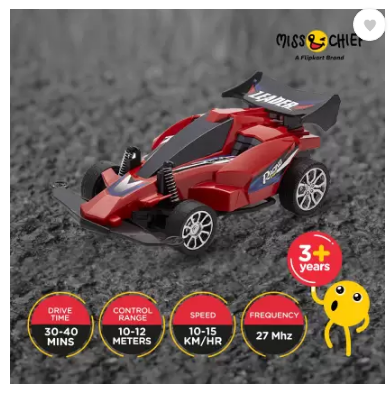 MISS CHIEF
A Flipkart Brand
LEADER
3+
years
DRIVE
TIME
30-40
MINS
CONTROL
RANGE
10-12
METERS
SPEED
10-15
KM/HR
FREQUENCY
27 Mhz